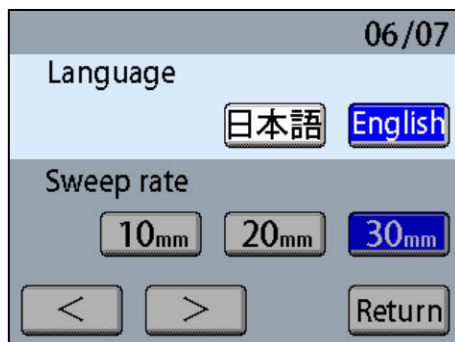 06/07
Language
日本語 English
Sweep rate
10mm 20mm 30mm
< > Return